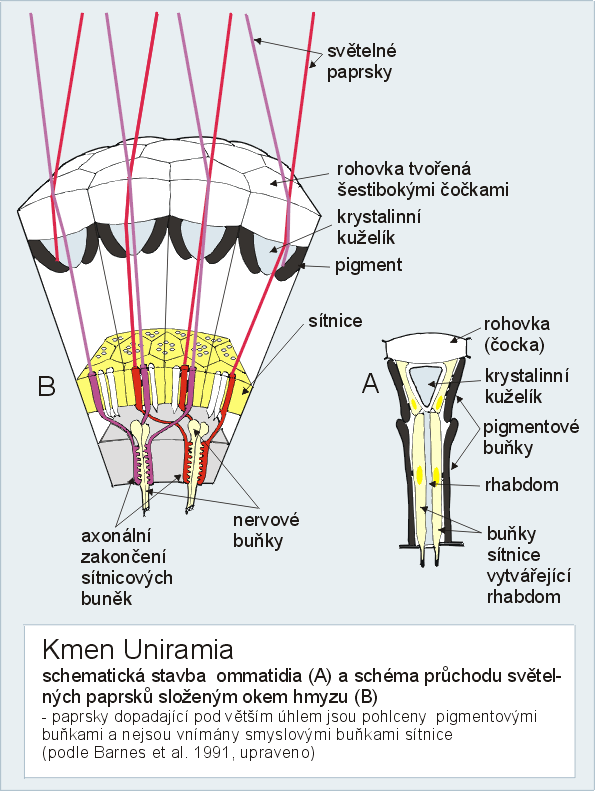 světelné
paprsky
rohovka tvořená
šestibokými čočkami
krystalinní
kuželík
pigment
sítnice
B
axonální
zakončení
sítnicových
buněk
nervové
buňky
A
rohovka
(čocka)
krystalinní
kuželík
pigmentové
buňky
rhabdom
buňky
sítnice
vytvářející
rhabdom
Kmen Uniramia
schematická stavba ommatidia (A) a schéma průchodu světel-
ných paprsků složeným okem hmyzu (B)
- paprsky dopadající pod větším úhlem jsou pohlceny pigmentovými
buňkami a nejsou vnímány smyslovými buňkami sítnice
(podle Barnes et al. 1991, upraveno)